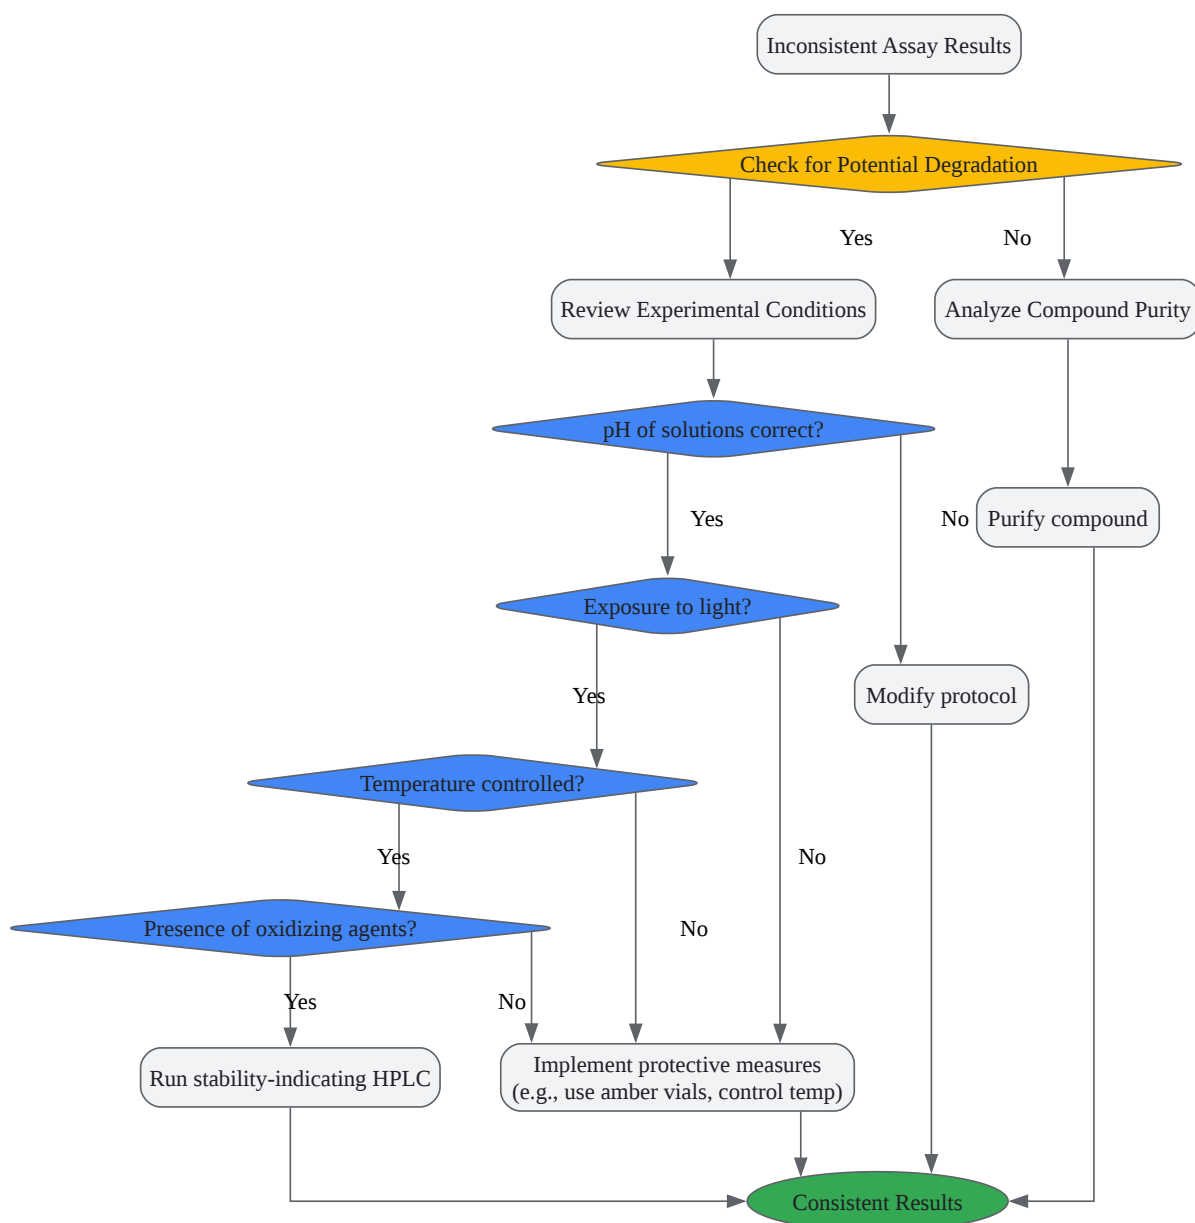 Inconsistent Assay Results
Check for Potential Degradation
Yes
No
Review Experimental Conditions
Analyze Compound Purity
pH of solutions correct?
Yes
No
Purify compound
Exposure to light?
Yes
Modify protocol
Temperature controlled?
Yes
No
Presence of oxidizing agents?
No
Yes
No
Run stability-indicating HPLC
Implement protective measures
(e.g., use amber vials, control temp)
Consistent Results